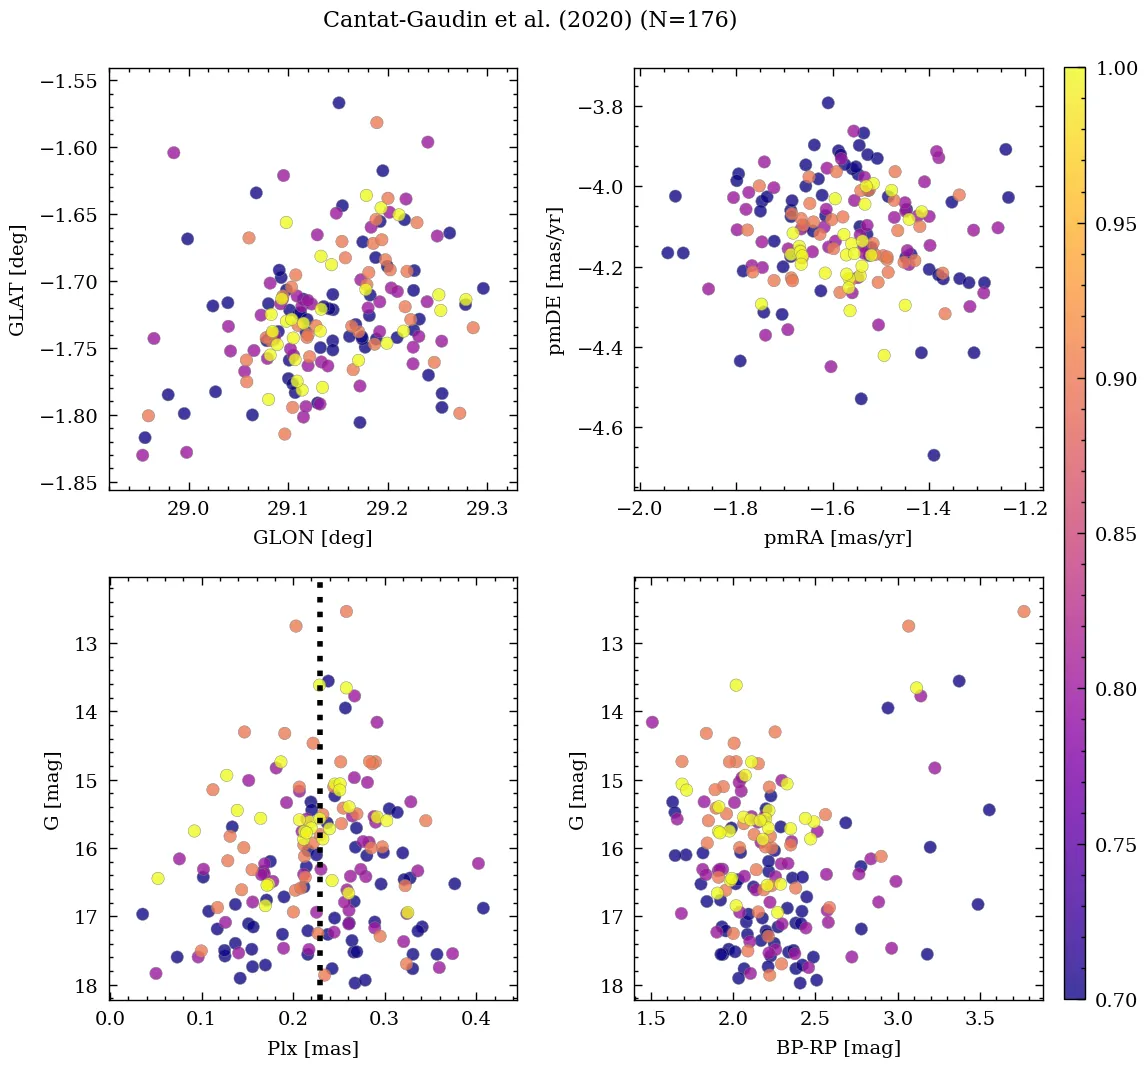 Cantat-Gaudin et al. (2020) (N=176)
−1.55
−1.60
−1.65
−1.70
−1.75
−1.80
−1.85
GLAT [deg]
29.0 29.1 29.2 29.3
GLON [deg]
−3.8
−4.0
−4.2
−4.4
−4.6
pmDE [mas/yr]
−2.0 −1.8 −1.6 −1.4 −1.2
pmRA [mas/yr]
1.00
0.95
0.90
0.85
0.80
0.75
0.70
13
14
15
16
17
18
G [mag]
0.0 0.1 0.2 0.3 0.4
Plx [mas]
13
14
15
16
17
18
G [mag]
1.5 2.0 2.5 3.0 3.5
BP-RP [mag]